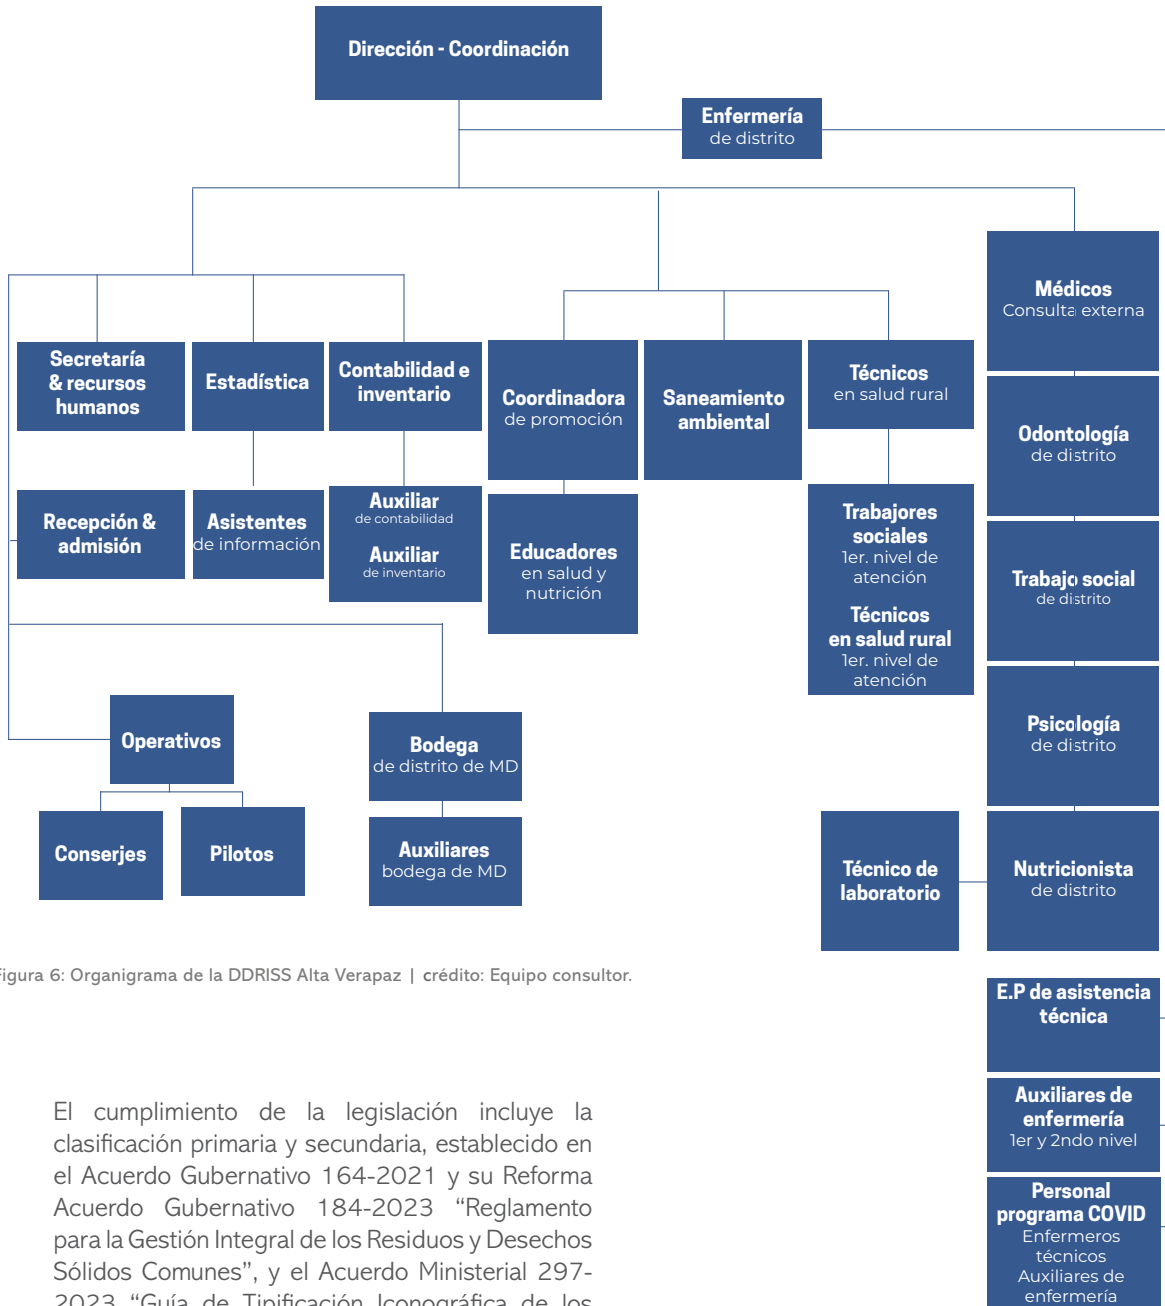 Dirección - Coordinación
Enfermería
de distrito
Médicos
Consulta externa
Secretaría
& recursos
humanos
Estadística
Contabilidad e
inventario
Coordinadora
de promoción
Saneamiento
ambiental
Técnicos
en salud rural
Odontología
de distrito
Recepción &
admisión
Asistentes
de información
Auxiliar
de contabilidad
Auxiliar
de inventario
Educadores
en salud y
nutrición
Trabajores
sociales
1er. nivel de
atención
Técnicos
en salud rural
1er. nivel de
atención
Trabajo social
de distrito
Operativos
Bodega
de distrito de MD
Psicología
de distrito
Conserjes
Pilotos
Auxiliares
bodega de MD
Técnico de
laboratorio
Nutricionista
de distrito
Figura 6: Organigrama de la DDRISS Alta Verapaz | crédito: Equipo consultor.
E.P de asistencia
técnica
Auxiliares de
enfermería
1er y 2ndo nivel
Personal
programa COVID
Enfermeros
técnicos
Auxiliares de
enfermería
El cumplimiento de la legislación incluye la
clasificación primaria y secundaria, establecido en
el Acuerdo Gubernativo 164-2021 y su Reforma
Acuerdo Gubernativo 184-2023 “Reglamento
para la Gestión Integral de los Residuos y Desechos
Sólidos Comunes”, y el Acuerdo Ministerial 297-
2023 “Guía de Tipificación Iconográfica de los